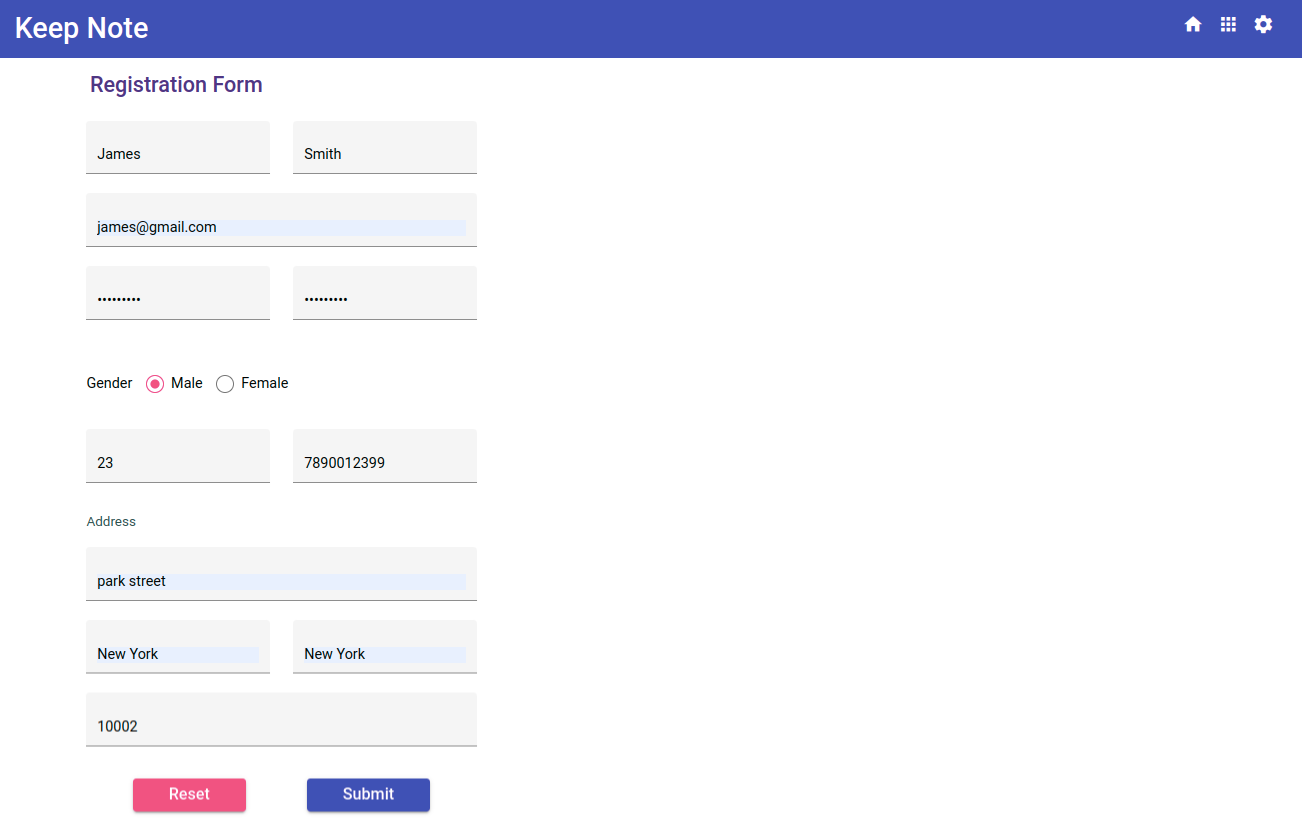 Keep Note
Registration Form
James Smith
james@gmail.com
••••••••• •••••••••
Gender Male Female
23 7890012399
Address
park street
New York New York
10002
Reset Submit